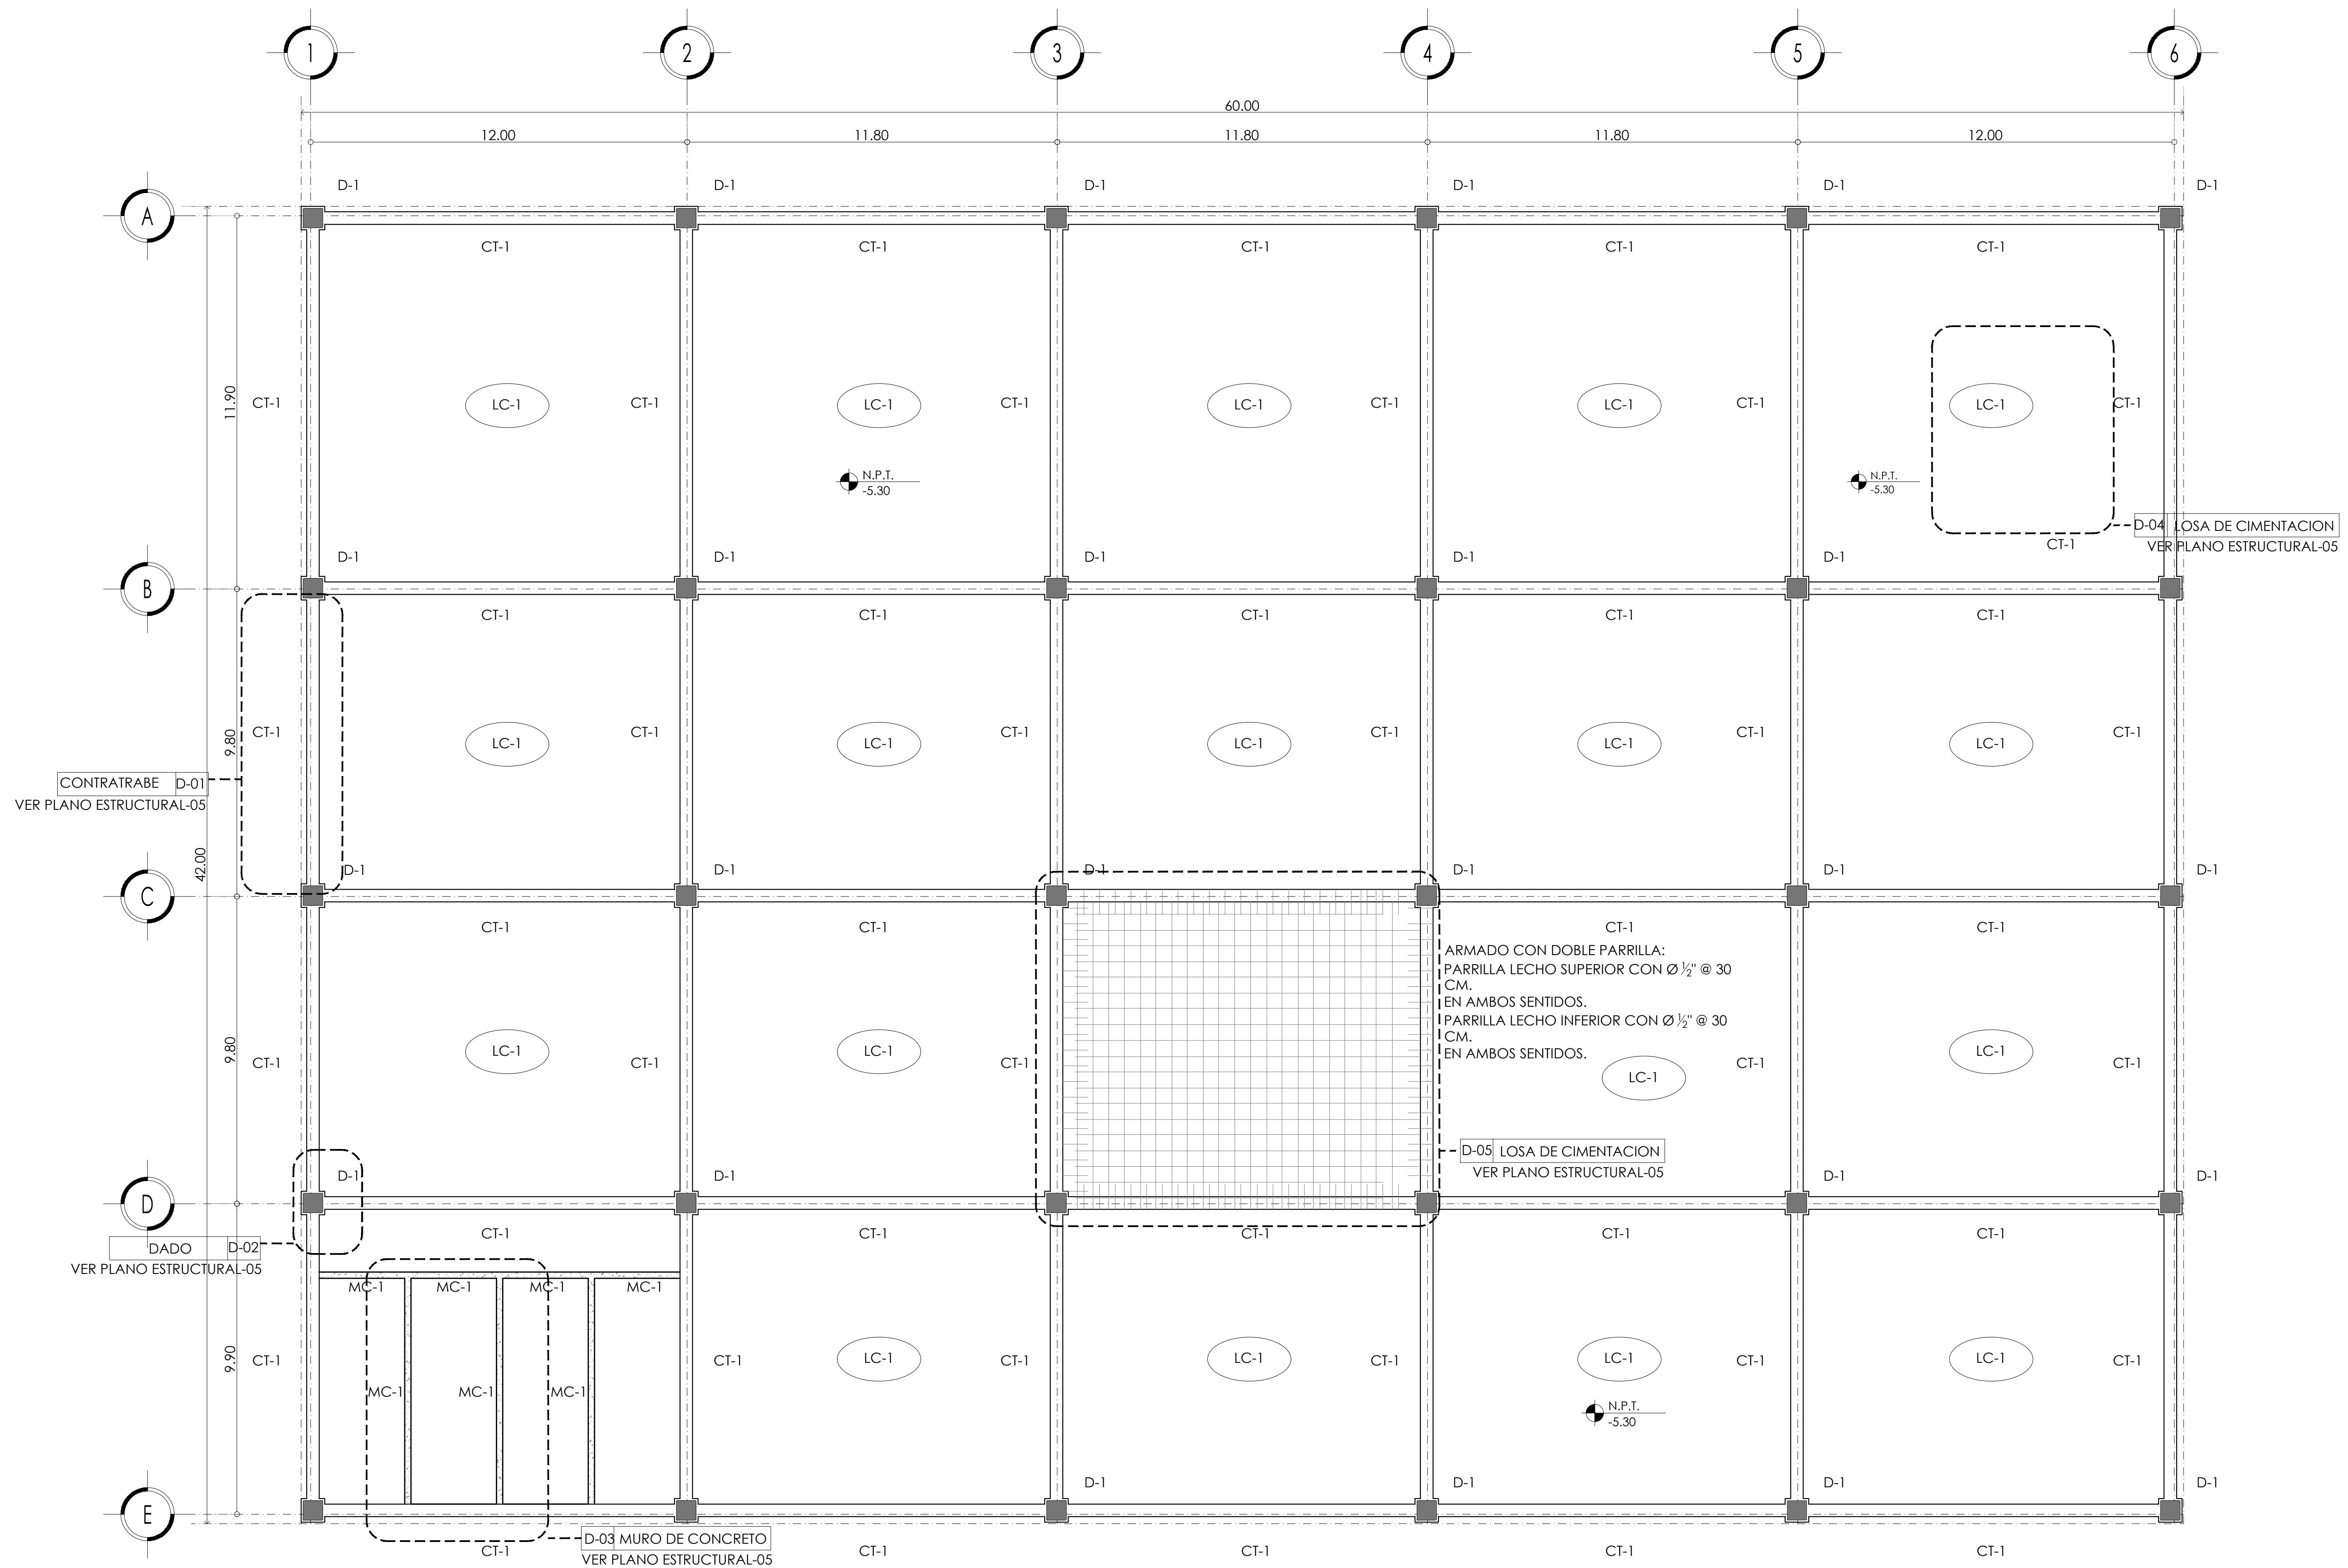 1 2 3 4 5 6
60.00
12.00 11.80 11.80 11.80 12.00
D-1 D-1 D-1 D-1 D-1 D-1
A
CT-1 CT-1 CT-1 CT-1 CT-1
11.90
CT-1 LC-1 CT-1 LC-1 CT-1 LC-1 CT-1 LC-1 CT-1 LC-1 CT-1
N.P.T. N.P.T.
-5.30 -5.30
D-04 LOSA DE CIMENTACION
VER PLANO ESTRUCTURAL-05
CT-1
D-1 D-1 D-1 D-1 D-1
B
CT-1 CT-1 CT-1 CT-1 CT-1
9.80
CT-1 LC-1 CT-1 LC-1 CT-1 LC-1 CT-1 LC-1 CT-1 LC-1 CT-1
CONTRATRABE D-01
VER PLANO ESTRUCTURAL-05
42.00
D-1 D-1 D-1 D-1 D-1 D-1
C
CT-1 CT-1 CT-1 CT-1
ARMADO CON DOBLE PARRILLA:
PARRILLA LECHO SUPERIOR CON Ø ½" @ 30
CM.
EN AMBOS SENTIDOS.
PARRILLA LECHO INFERIOR CON Ø ½" @ 30
CM.
EN AMBOS SENTIDOS.
9.80
CT-1 LC-1 CT-1 LC-1 CT-1 LC-1 CT-1 LC-1 CT-1
D-05 LOSA DE CIMENTACION
VER PLANO ESTRUCTURAL-05
D-1 D-1 D-1 D-1
D
CT-1 CT-1 CT-1 CT-1 CT-1
DADO D-02
VER PLANO ESTRUCTURAL-05
MC-1 MC-1 MC-1 MC-1
9.90
CT-1 CT-1 LC-1 CT-1 LC-1 CT-1 LC-1 CT-1 LC-1 CT-1
MC-1 MC-1 MC-1
N.P.T.
-5.30
D-1 D-1 D-1 D-1
E
D-03 MURO DE CONCRETO
VER PLANO ESTRUCTURAL-05
CT-1 CT-1 CT-1 CT-1 CT-1